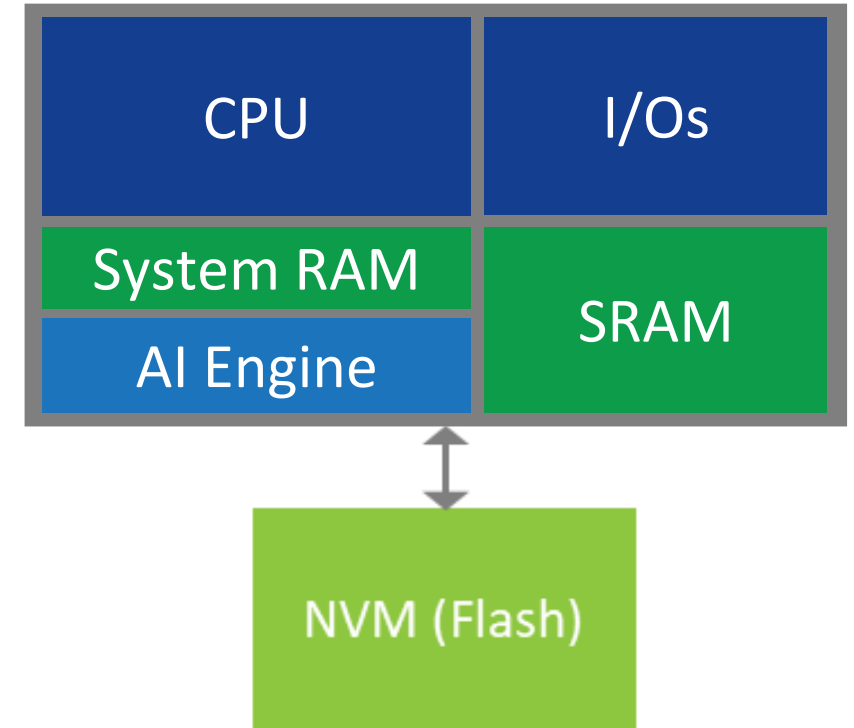 CPU
I/Os
System RAM
SRAM
AI Engine
NVM (Flash)